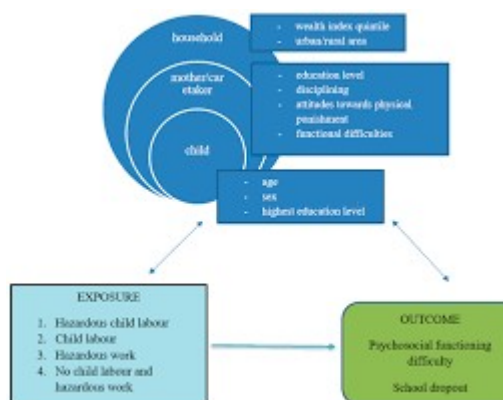 household
- wealth index quintile
- urban/rural area
mother/car
etaker
- education level
- disciplining
- attitudes towards physical
punishment
- functional difficulties
child
- age
- sex
- highest education level
EXPOSURE
1. Hazardous child labour
2. Child labour
3. Hazardous work
4. No child labour and
hazardous work
OUTCOME
Psychosocial functioning
difficulty
School dropout